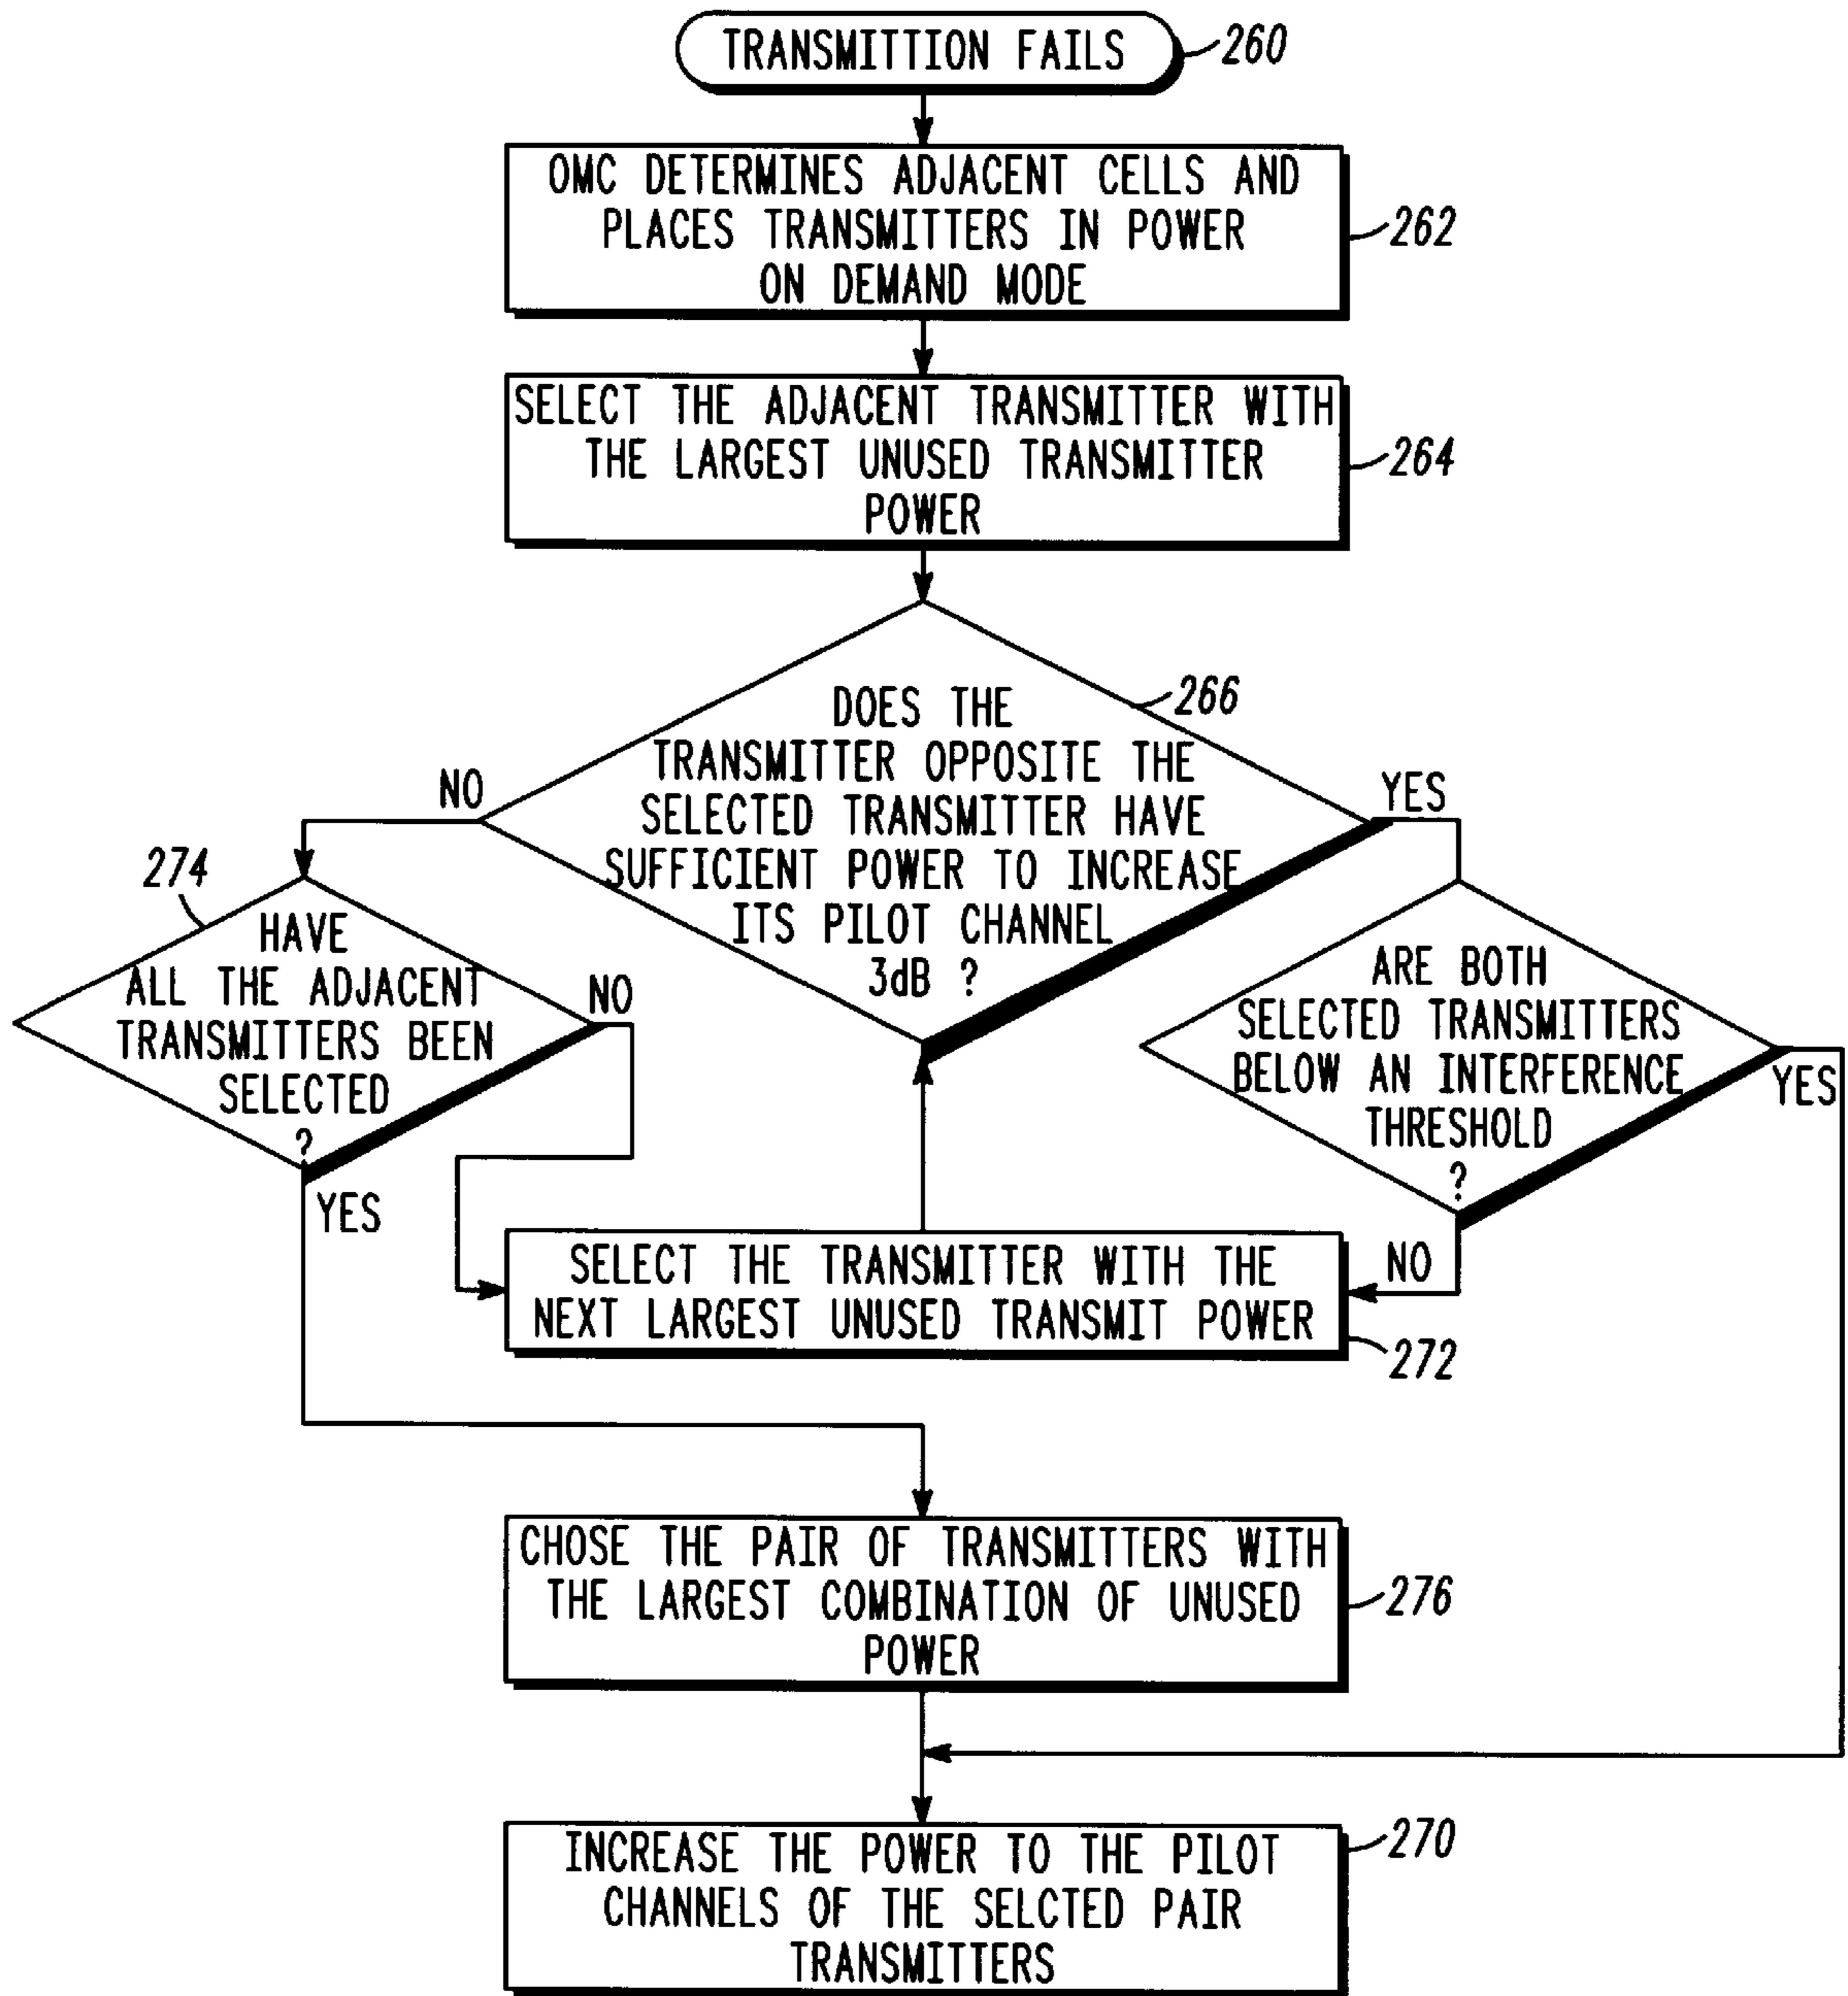 TRANSMITTION FAILS
260
OMC DETERMINES ADJACENT CELLS AND
PLACES TRANSMITTERS IN POWER
ON DEMAND MODE
262
SELECT THE ADJACENT TRANSMITTER WITH
THE LARGEST UNUSED TRANSMITTER
POWER
264
DOES THE
TRANSMITTER OPPOSITE THE
SELECTED TRANSMITTER HAVE
SUFFICIENT POWER TO INCREASE
ITS PILOT CHANNEL
3dB ?
266
NO
YES
274
HAVE
ALL THE ADJACENT
TRANSMITTERS BEEN
SELECTED
?
NO
YES
ARE BOTH
SELECTED TRANSMITTERS
BELOW AN INTERFERENCE
THRESHOLD
?
YES
NO
SELECT THE TRANSMITTER WITH THE
NEXT LARGEST UNUSED TRANSMIT POWER
272
CHOSE THE PAIR OF TRANSMITTERS WITH
THE LARGEST COMBINATION OF UNUSED
POWER
276
INCREASE THE POWER TO THE PILOT
CHANNELS OF THE SELCTED PAIR
TRANSMITTERS
270